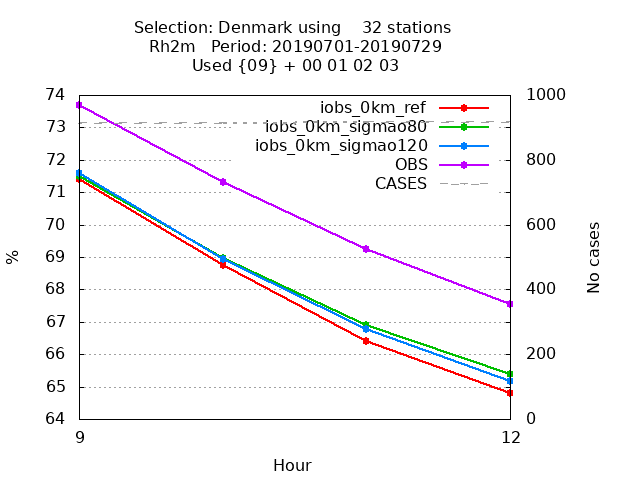 Selection: Denmark using    32 stations
Rh2m   Period: 20190701-20190729
Used {09} + 00 01 02 03
74
73
72
71
70
69
68
67
66
65
64
%
1000
800
600
400
200
0
No cases
iobs_0km_ref
iobs_0km_sigmao80
iobs_0km_sigmao120
OBS
CASES
9
12
Hour